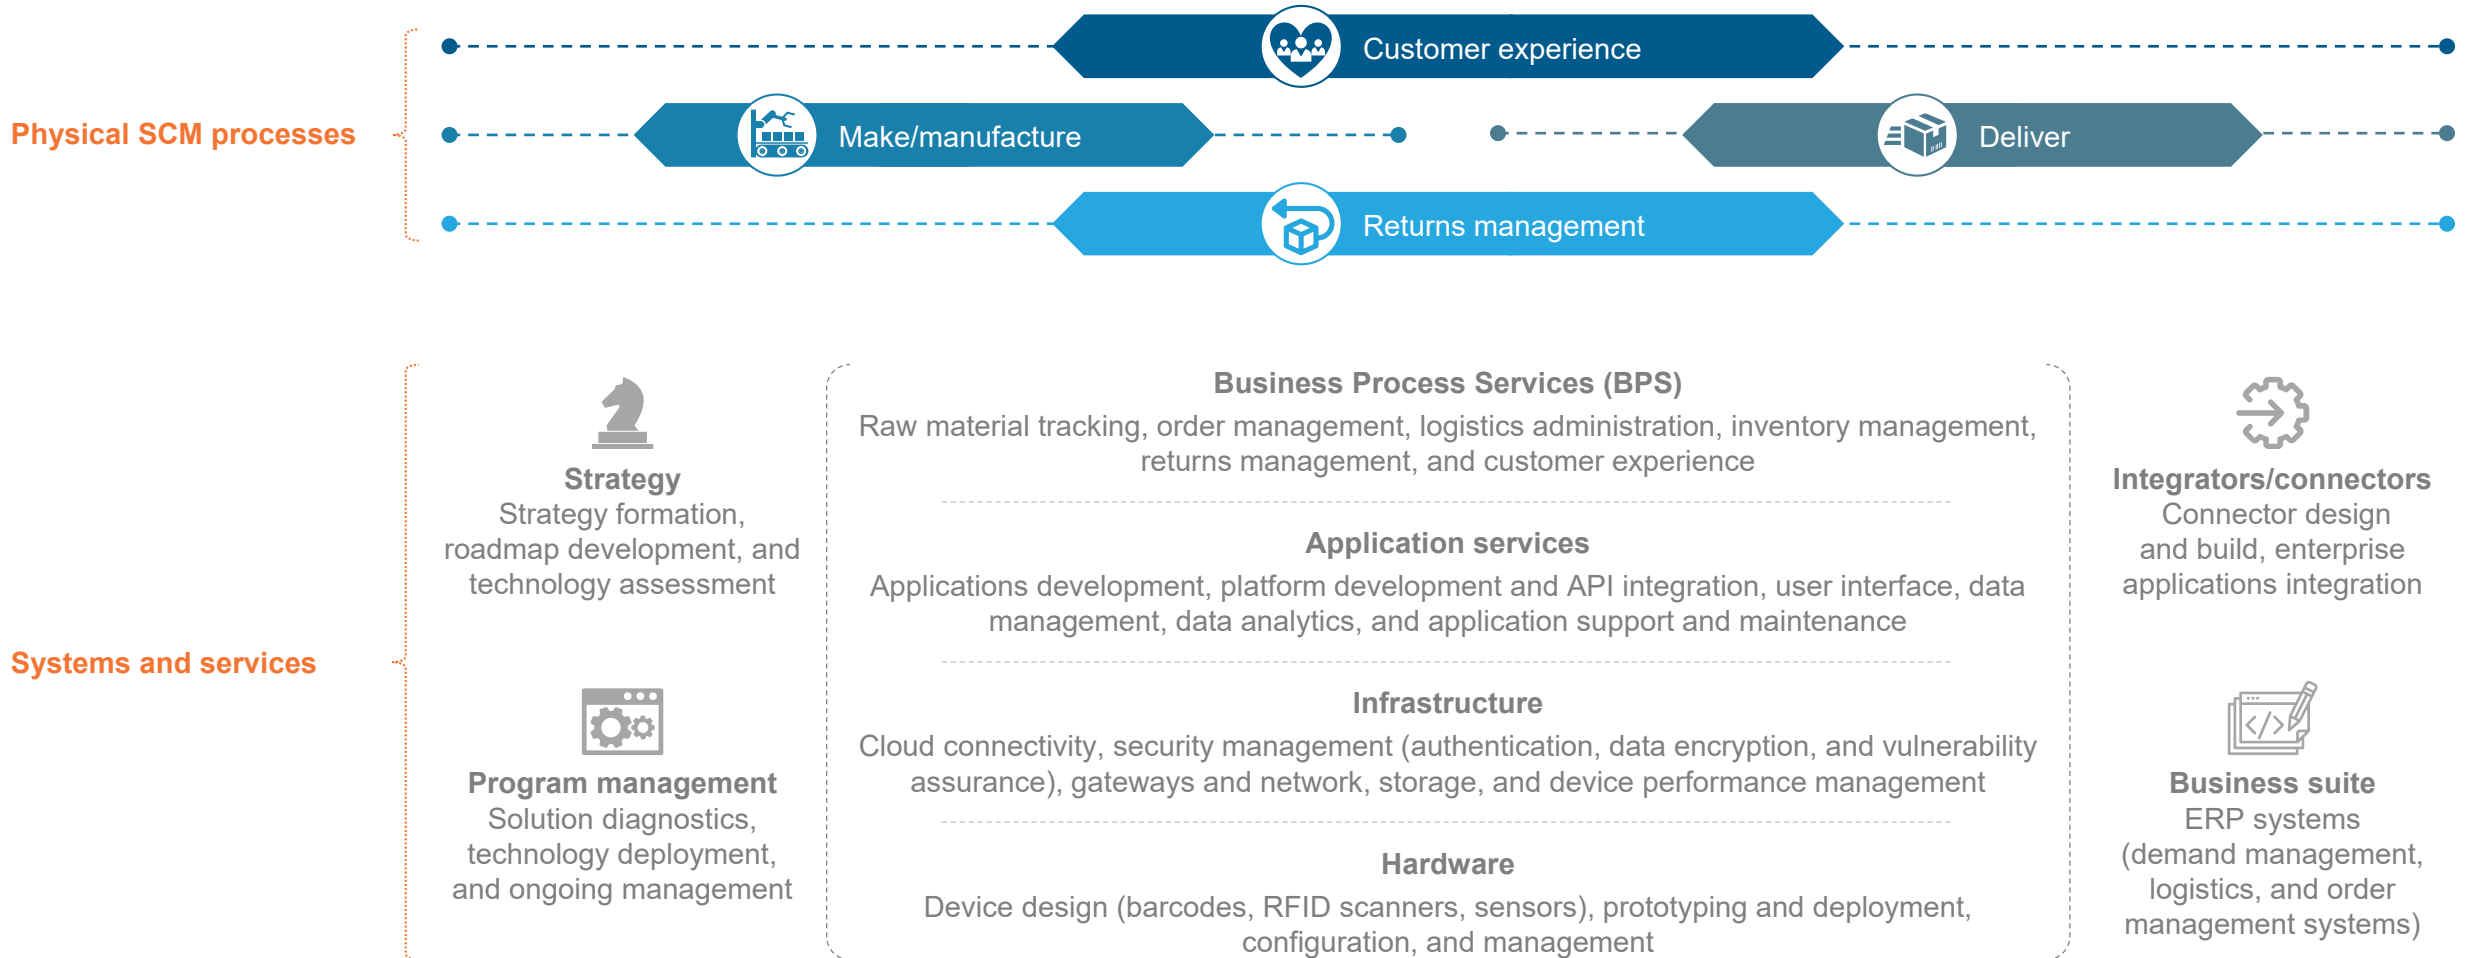 Customer experience
Physical SCM processes
Make/manufacture
Deliver
Returns management
Systems and services
Strategy
Strategy formation,
roadmap development, and
technology assessment
Program management
Solution diagnostics,
technology deployment,
and ongoing management
Business Process Services (BPS)
Raw material tracking, order management, logistics administration, inventory management,
returns management, and customer experience
Application services
Applications development, platform development and API integration, user interface, data
management, data analytics, and application support and maintenance
Infrastructure
Cloud connectivity, security management (authentication, data encryption, and vulnerability
assurance), gateways and network, storage, and device performance management
Hardware
Device design (barcodes, RFID scanners, sensors), prototyping and deployment,
configuration, and management
Integrators/connectors
Connector design
and build, enterprise
applications integration
Business suite
ERP systems
(demand management,
logistics, and order
management systems)